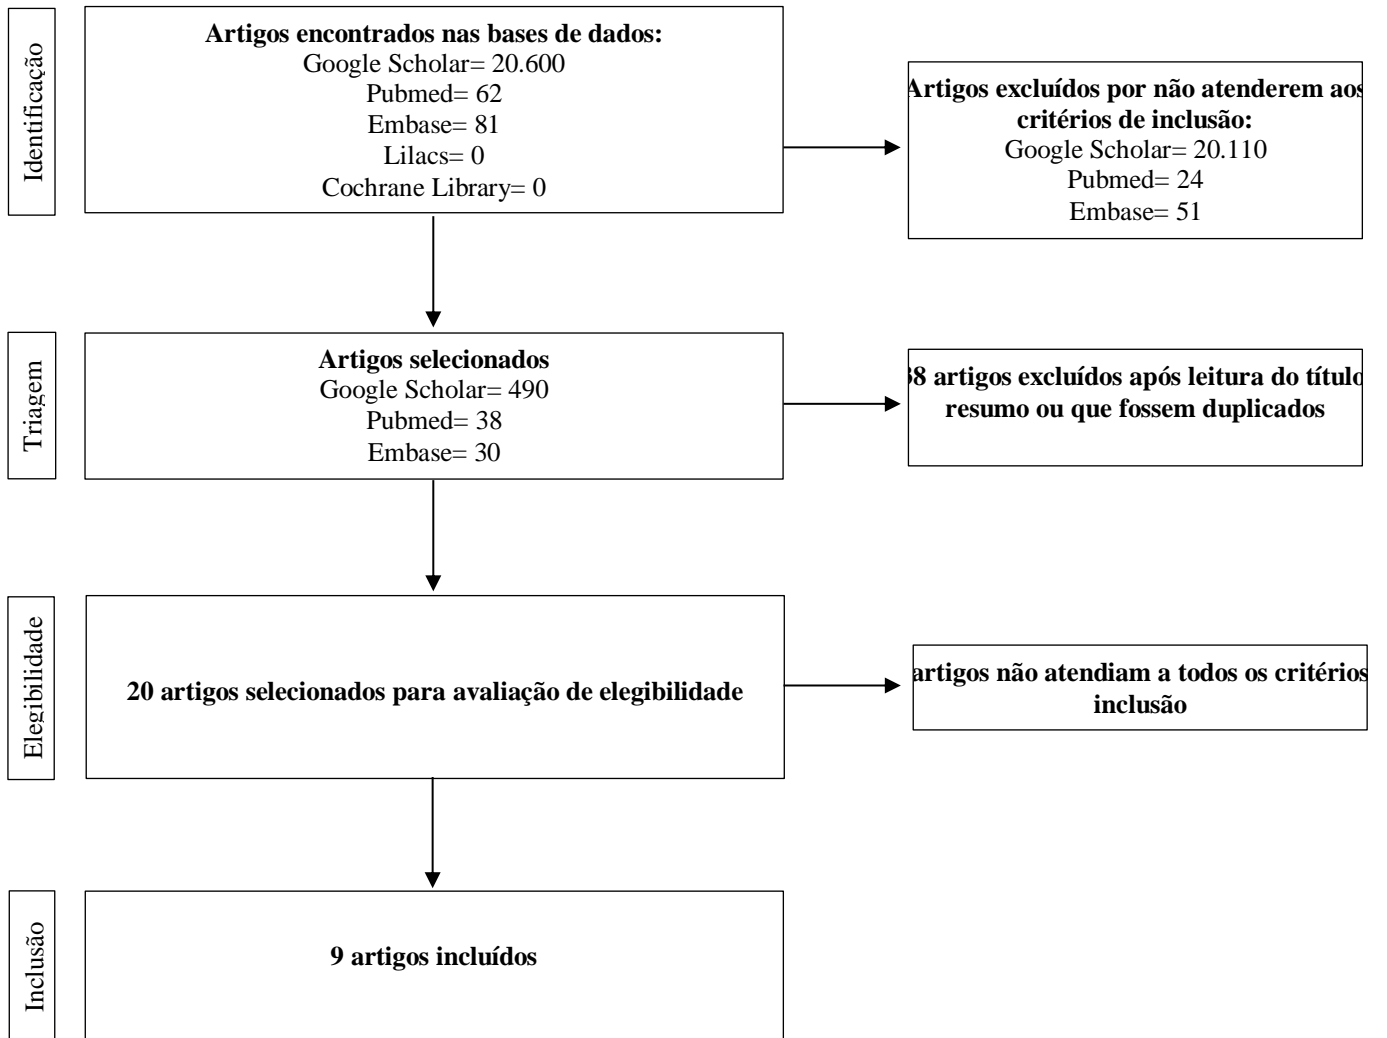 Identificação
Artigos encontrados nas bases de dados:
Google Scholar= 20.600
Pubmed= 62
Embase= 81
Lilacs= 0
Cochrane Library= 0
Artigos excluídos por não atenderem aos
critérios de inclusão:
Google Scholar= 20.110
Pubmed= 24
Embase= 51
Triagem
Artigos selecionados
Google Scholar= 490
Pubmed= 38
Embase= 30
8 artigos excluídos após leitura do título
resumo ou que fossem duplicados
Elegibilidade
20 artigos selecionados para avaliação de elegibilidade
artigos não atendiam a todos os critérios
inclusão
Inclusão
9 artigos incluídos